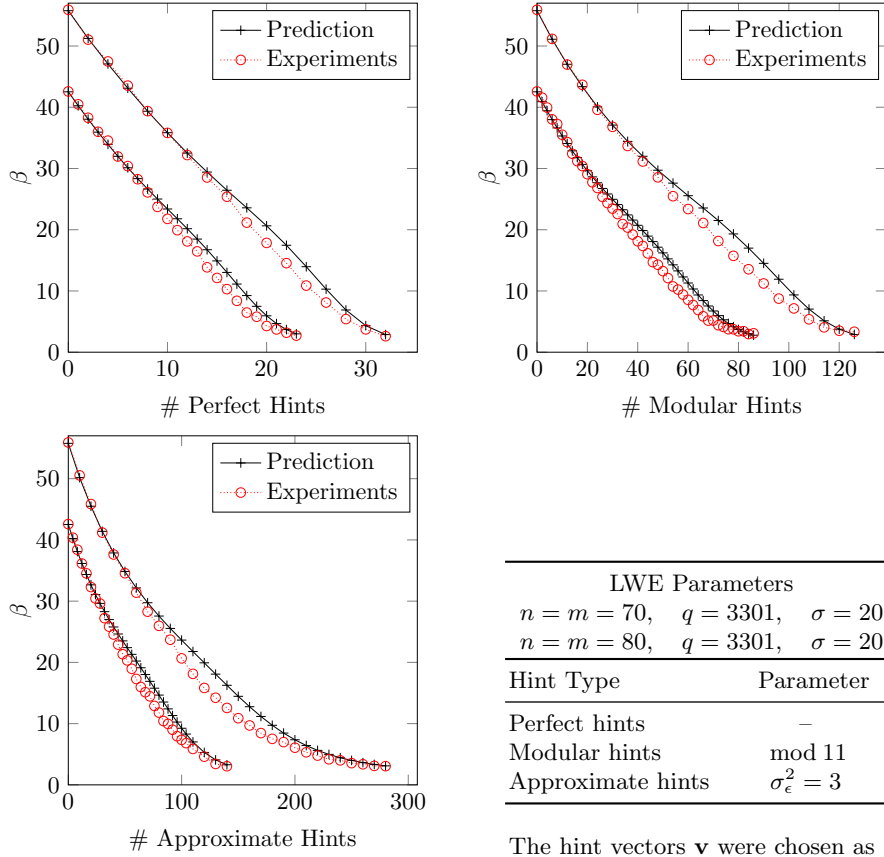 Prediction
Experiments
50
40
30
20
10
0
β
0
10
20
30
# Perfect Hints
Prediction
Experiments
50
40
30
20
10
0
β
0
20
40
60
80
100
120
# Modular Hints
Prediction
Experiments
50
40
30
20
10
0
β
0
100
200
300
# Approximate Hints
LWE Parameters
n = m = 70, q = 3301, σ = 20
n = m = 80, q = 3301, σ = 20
Hint Type Parameter
Perfect hints –
Modular hints mod 11
Approximate hints σ_ϵ^2 = 3
The hint vectors v were chosen as